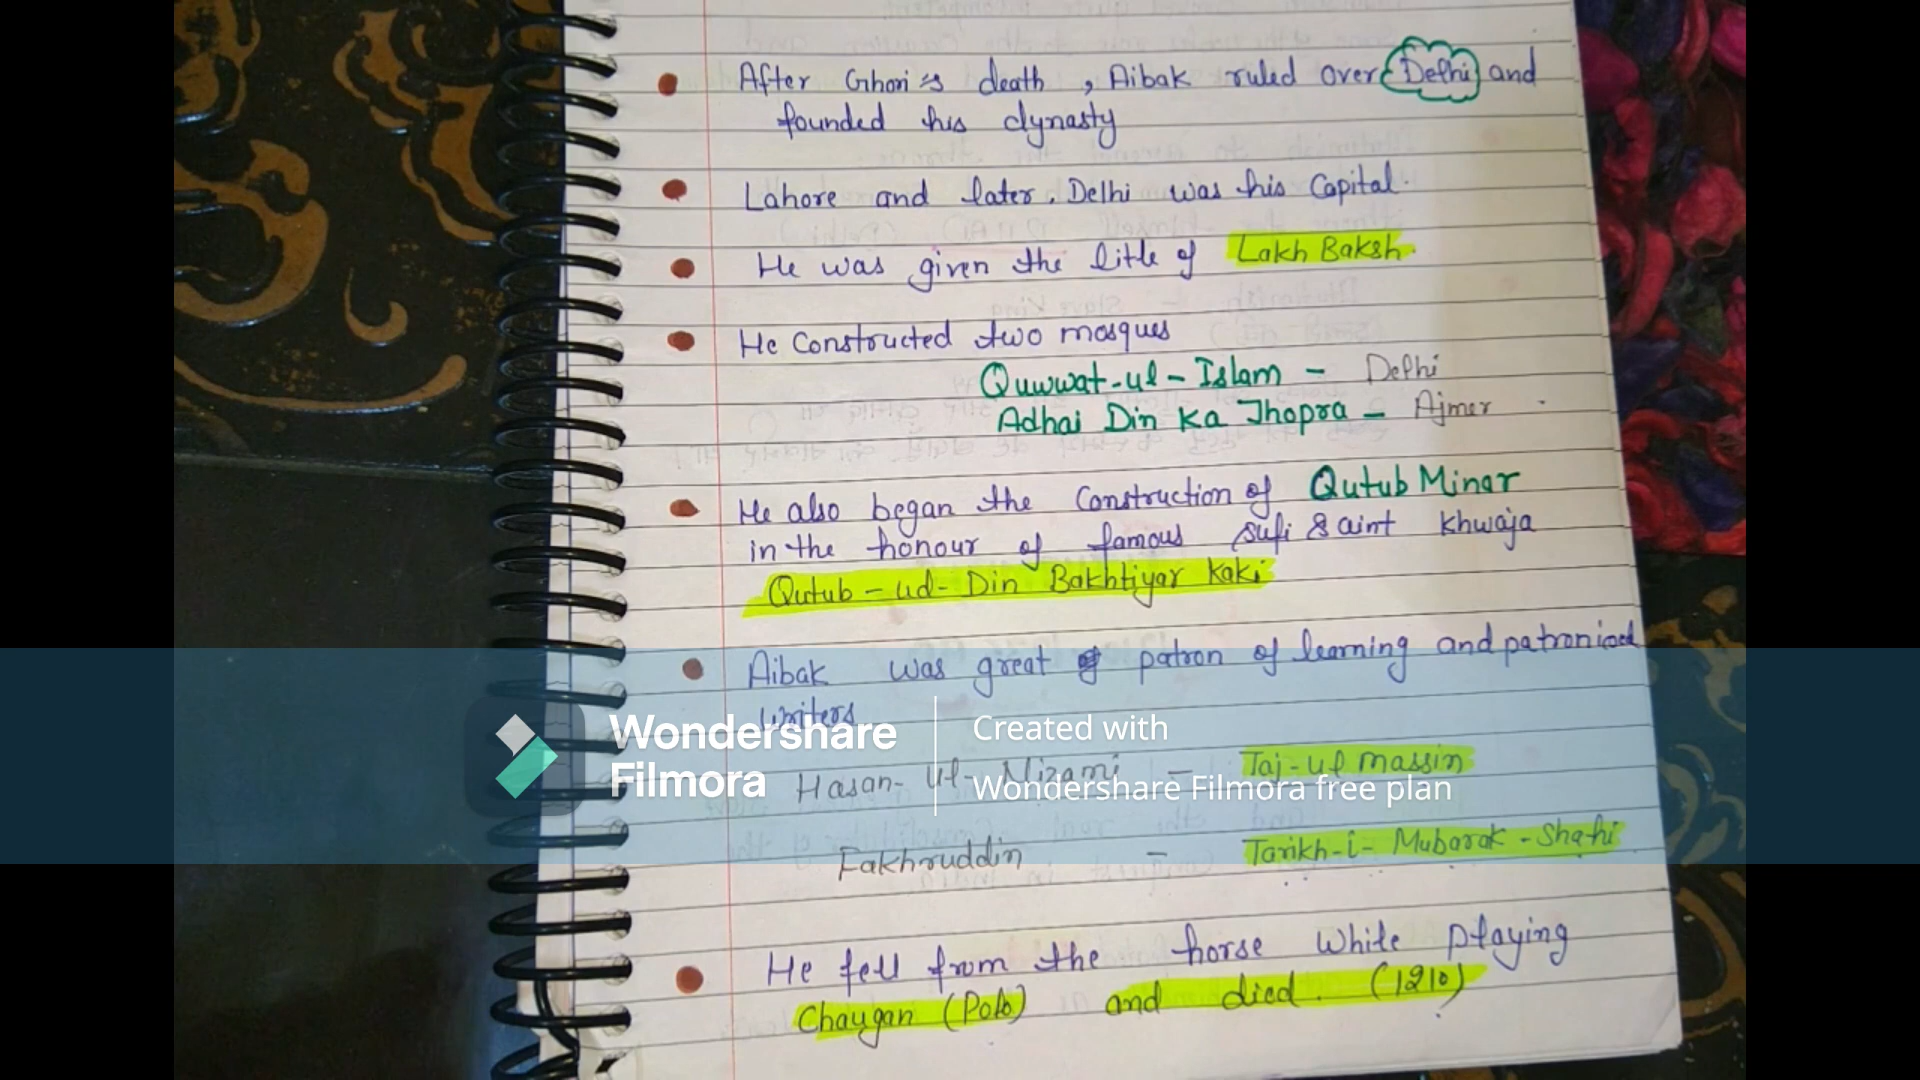 After Ghori's death, Aibak ruled over Delhi and
founded his dynasty
Lahore and later, Delhi was his Capital.
He was given the title of Lakh Baksh.
He Constructed two mosques
Quwwat-ul-Islam - Delhi
Adhai Din Ka Jhopra - Ajmer
He also began the Construction of Qutub Minar
in the honour of famous sufi Saint Khwaja
Qutub-ud-Din Bakhtiyar Kaki
Aibak was great patron of learning and patronised
writers
Hasan-ul-Nizami - Taj-ul massin
Fakhruddin - Tarikh-i-Mubarak-Shahi
He fell from the horse while playing
Chaugan (Polo) and died. (1210)
Wondershare
Filmora
Created with
Wondershare Filmora free plan